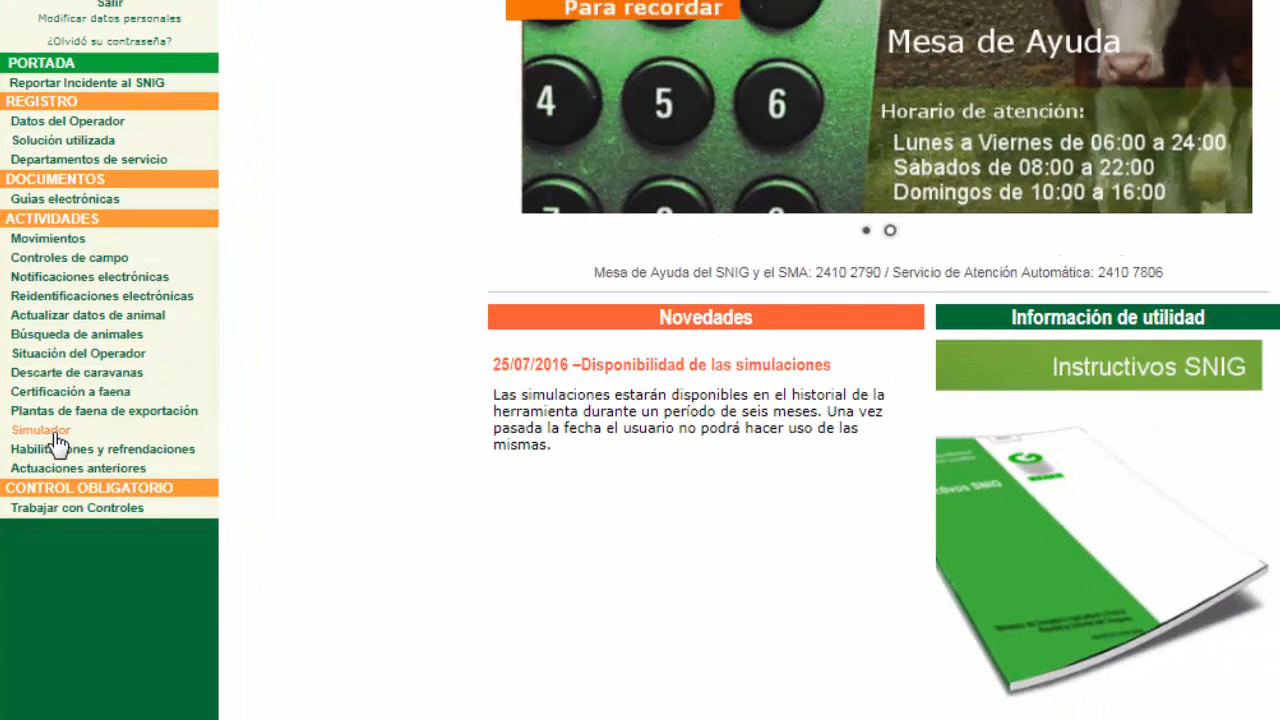 Salir
Modificar datos personales
¿Olvidó su contraseña?
PORTADA
Reportar Incidente al SNIG
REGISTRO
Datos del Operador
Solución utilizada
Departamentos de servicio
DOCUMENTOS
Guías electrónicas
ACTIVIDADES
Movimientos
Controles de campo
Notificaciones electrónicas
Reidentificaciones electrónicas
Actualizar datos de animal
Búsqueda de animales
Situación del Operador
Descarte de caravanas
Certificación a faena
Plantas de faena de exportación
Simulador
Habilitaciones y refrendaciones
Actuaciones anteriores
CONTROL OBLIGATORIO
Trabajar con Controles
Para recordar
4 5 6
Mesa de Ayuda
Horario de atención:
Lunes a Viernes de 06:00 a 24:00
Sábados de 08:00 a 22:00
Domingos de 10:00 a 16:00
Mesa de Ayuda del SNIG y el SMA: 2410 2790 / Servicio de Atención Automática: 2410 7806
Novedades
25/07/2016 –Disponibilidad de las simulaciones
Las simulaciones estarán disponibles en el historial de la
herramienta durante un período de seis meses. Una vez
pasada la fecha el usuario no podrá hacer uso de las
mismas.
Información de utilidad
Instructivos SNIG